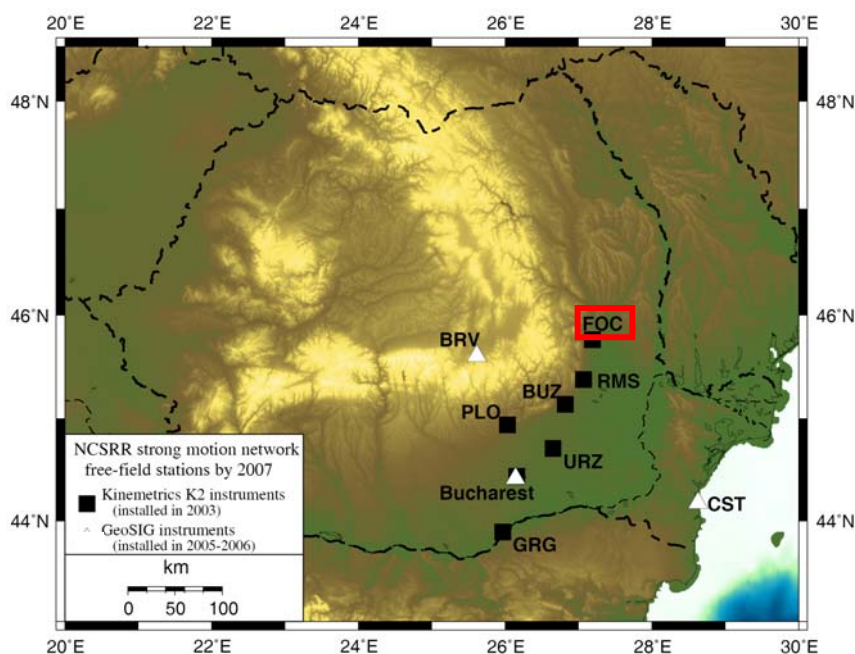 20°E 22°E 24°E 26°E 28°E 30°E
48°N 48°N
46°N 46°N
FOC
BRV
RMS
BUZ
PLO
URZ
Bucharest
CST
44°N 44°N
GRG
NCSRR strong motion network
free-field stations by 2007
Kinemetrics K2 instruments
(installed in 2003)
GeoSIG instruments
(installed in 2005-2006)
km
0 50 100
20°E 22°E 24°E 26°E 28°E 30°E